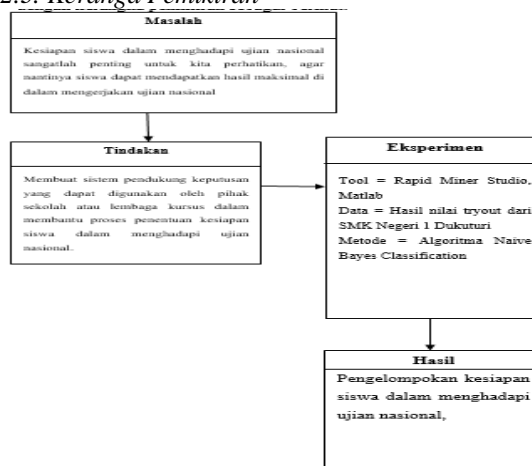 2.5. Kerangka Pemikiran
Masalah
Kesiapan siswa dalam menghadapi ujian nasional
sangatlah penting untuk kita perhatikan, agar
nantinya siswa dapat mendapatkan hasil maksimal di
dalam mengerjakan ujian nasional
Tindakan
Membuat sistem pendukung keputusan
yang dapat digunakan oleh pihak
sekolah atau lembaga kursus dalam
membantu proses penentuan kesiapan
siswa dalam menghadapi ujian
nasional.
Eksperimen
Tool = Rapid Miner Studio,
Matlab
Data = Hasil nilai tryout dari
SMK Negeri 1 Dukuturi
Metode = Algoritma Naive
Bayes Classification
Hasil
Pengelompokan kesiapan
siswa dalam menghadapi
ujian nasional,